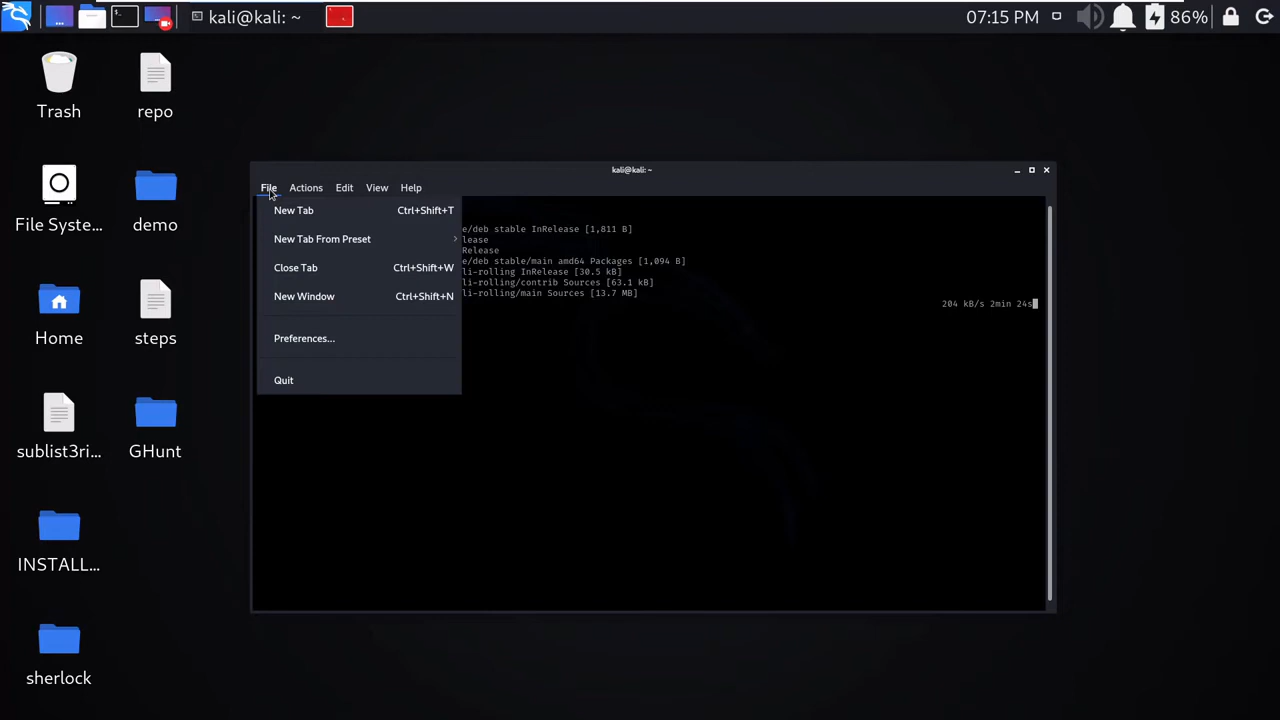 kali@kali: ~
07:15 PM
86%
Trash
repo
File Syste...
demo
Home
steps
sublist3ri...
GHunt
INSTALL...
sherlock
kali@kali: ~
File Actions Edit View Help
New Tab Ctrl+Shift+T
New Tab From Preset
Close Tab Ctrl+Shift+W
New Window Ctrl+Shift+N
Preferences...
Quit
e/deb stable InRelease [1,811 B]
lease
Release
e/deb stable/main amd64 Packages [1,094 B]
li-rolling InRelease [30.5 kB]
li-rolling/contrib Sources [63.1 kB]
li-rolling/main Sources [13.7 MB]
204 kB/s 2min 24s